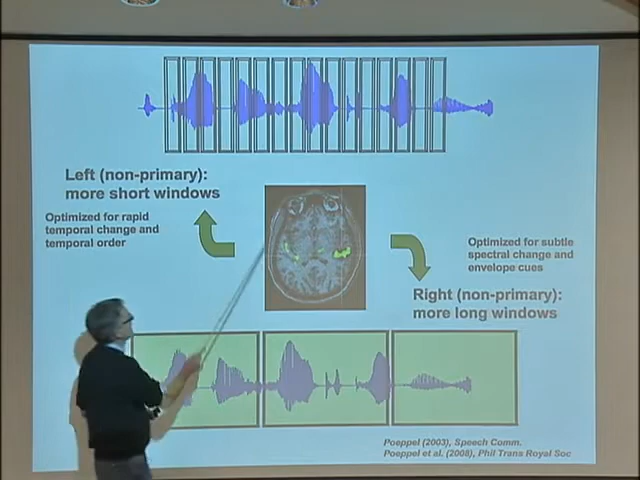 Left (non-primary):
more short windows
Optimized for rapid
temporal change and
temporal order
Optimized for subtle
spectral change and
envelope cues
Right (non-primary):
more long windows
Poeppel (2003), Speech Comm.
Poeppel et al. (2008), Phil Trans Royal Soc